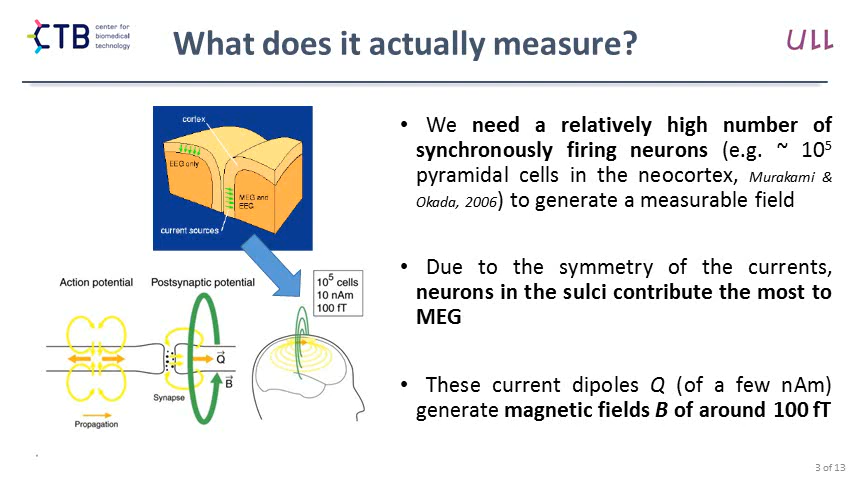 CTB
center for
biomedical
technology
What does it actually measure?
ULL
cortex
EEG only
MEG and
EEG
current sources
• We need a relatively high number of
synchronously firing neurons (e.g. ~ 10⁵
pyramidal cells in the neocortex, Murakami &
Okada, 2006) to generate a measurable field
• Due to the symmetry of the currents,
neurons in the sulci contribute the most to
MEG
• These current dipoles Q (of a few nAm)
generate magnetic fields B of around 100 fT
Action potential
Postsynaptic potential
10⁵ cells
10 nAm
100 fT
Q⃗
B⃗
Synapse
Propagation
3 of 13